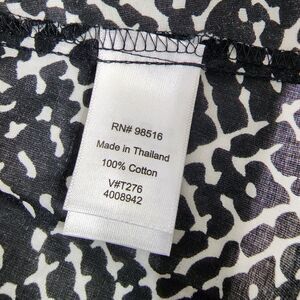 RN# 98516
Made in Thailand
100% Cotton
V#T276
4008942